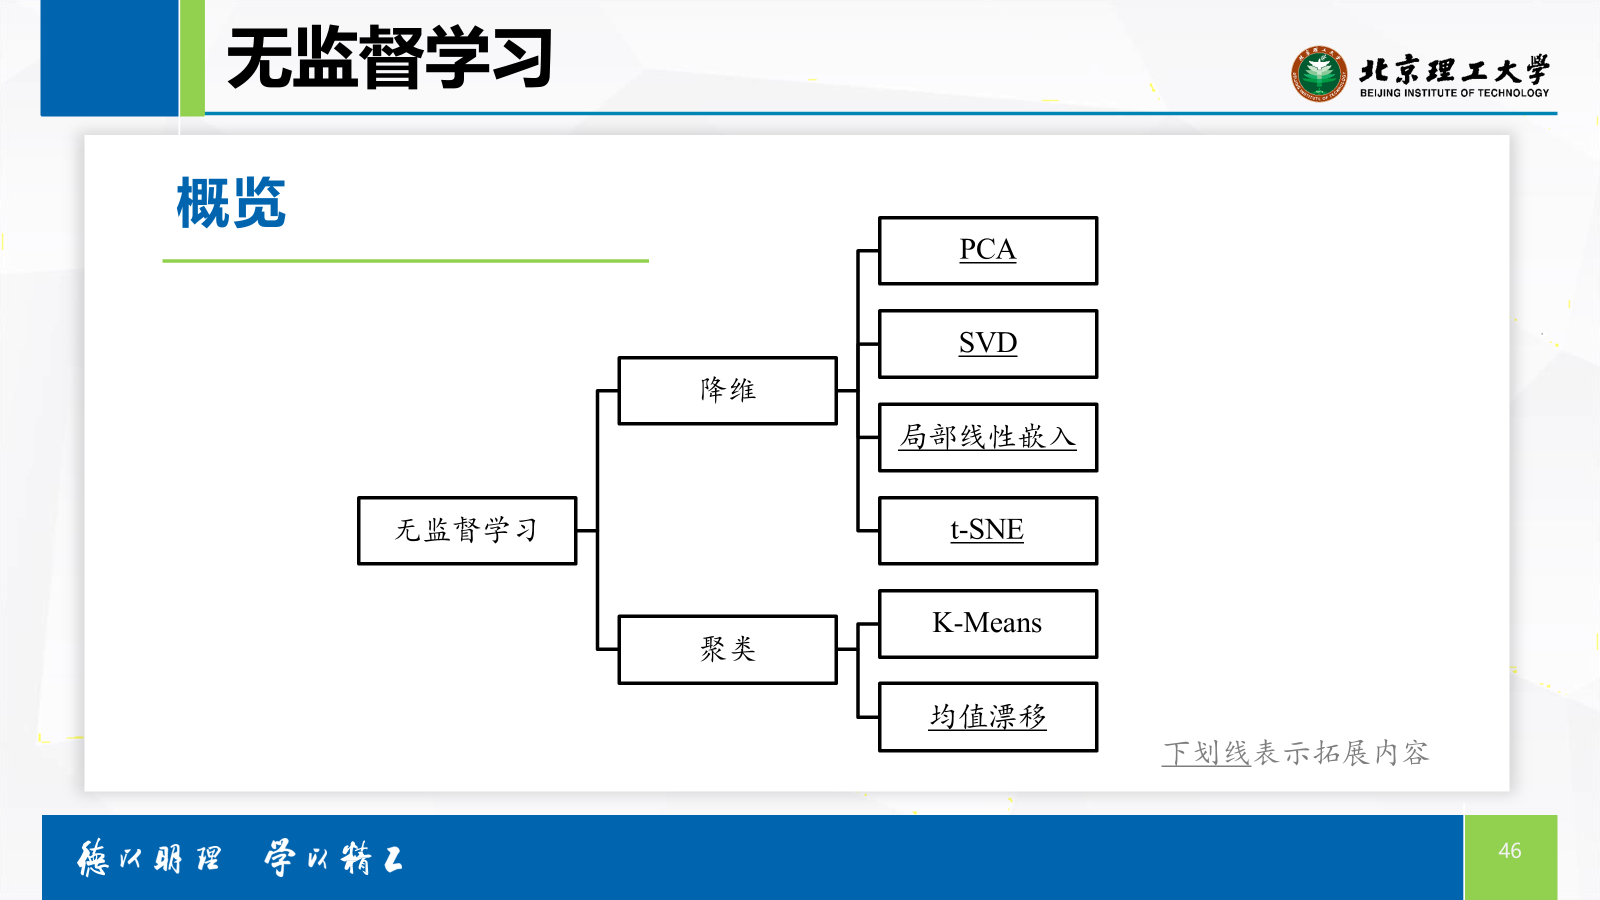 无监督学习
北京理工大学
BEIJING INSTITUTE OF TECHNOLOGY
概览
PCA
SVD
降维
局部线性嵌入
无监督学习
t-SNE
K-Means
聚类
均值漂移
下划线表示拓展内容
德以明理 学以精工
46